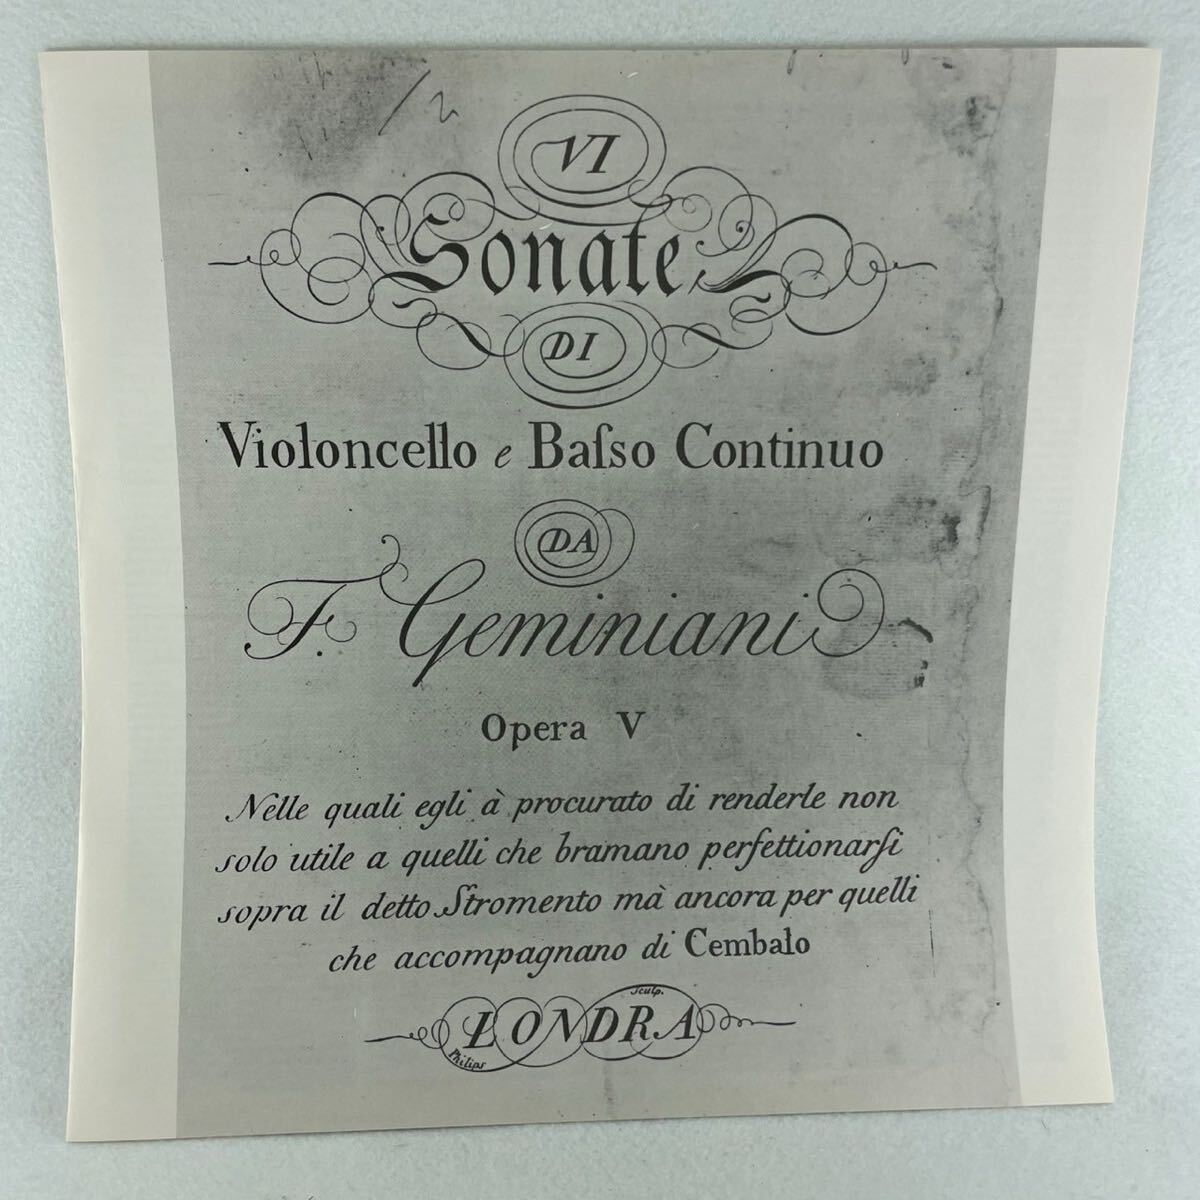 VI
Sonate
DI
Violoncello e Baſso Continuo
DA
F. Geminiani
Opera V
Nelle quali egli à procurato di renderle non
solo utile a quelli che bramano perfettionarſi
sopra il detto Stromento mà ancora per quelli
che accompagnano di Cembalo
Sculp.
LONDRA
Philips